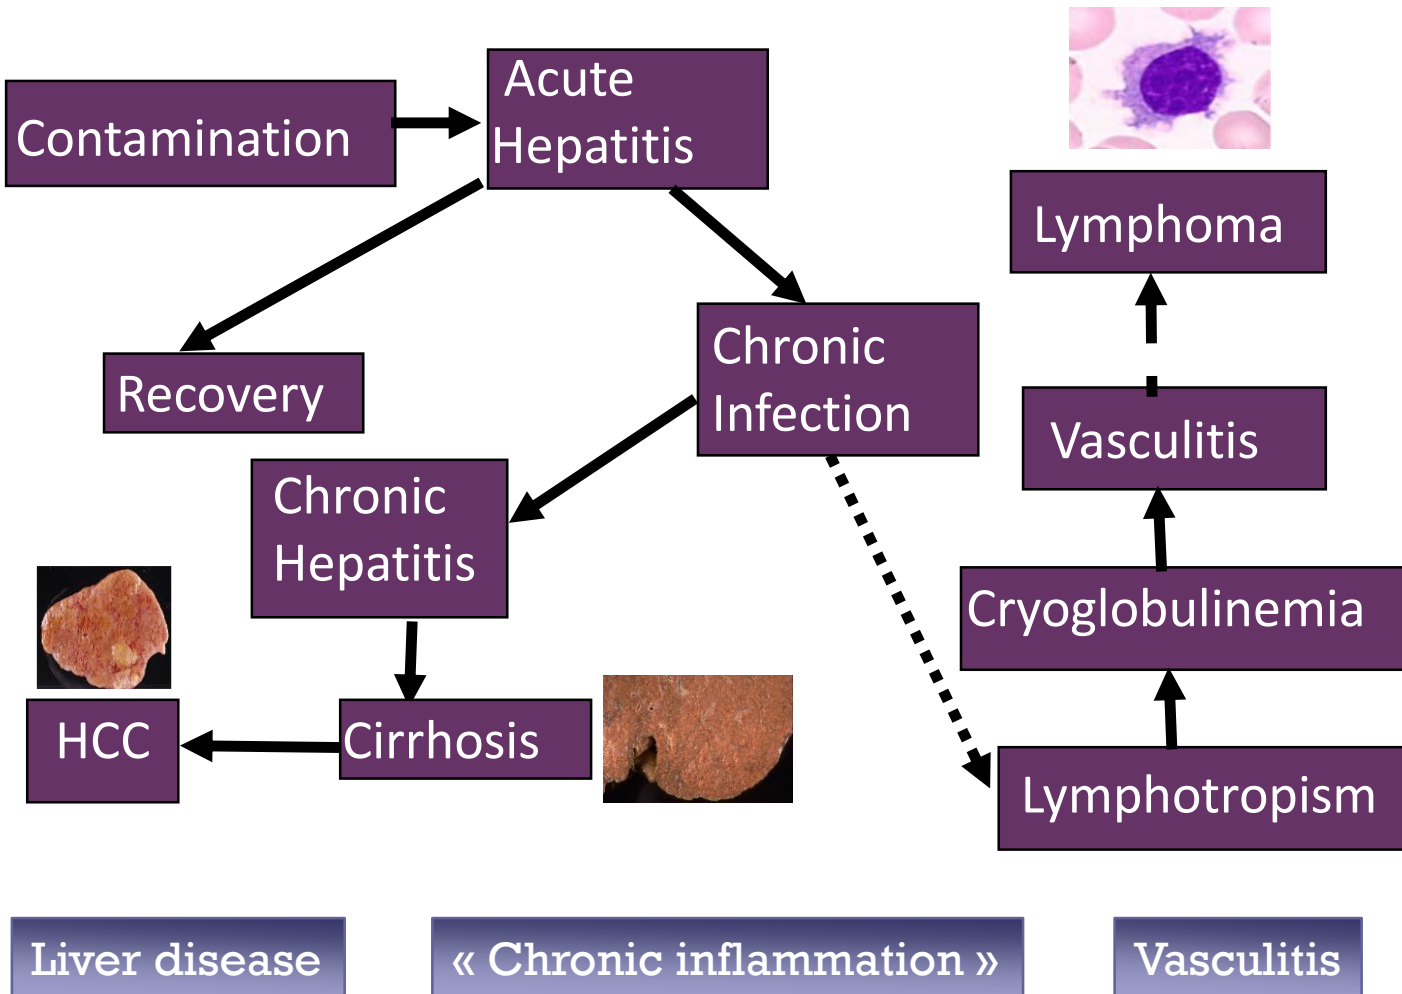 Contamination
Acute
Hepatitis
Lymphoma
Recovery
Chronic
Infection
Vasculitis
Chronic
Hepatitis
Cryoglobulinemia
HCC
Cirrhosis
Lymphotropism
Liver disease
« Chronic inflammation »
Vasculitis